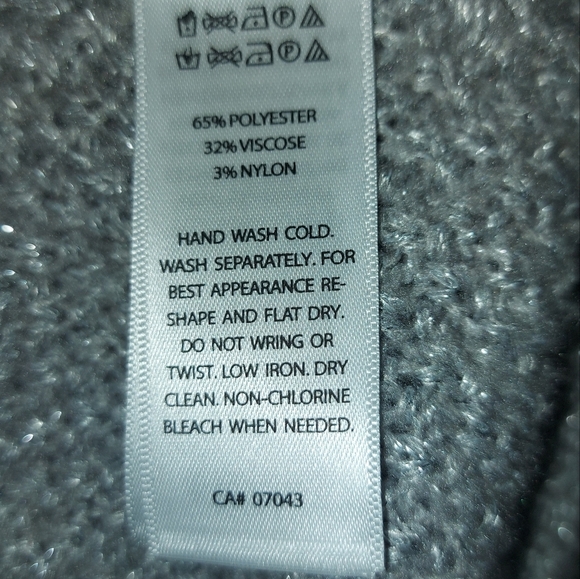 65% POLYESTER
32% VISCOSE
3% NYLON
HAND WASH COLD.
WASH SEPARATELY. FOR
BEST APPEARANCE RE-
SHAPE AND FLAT DRY.
DO NOT WRING OR
TWIST. LOW IRON. DRY
CLEAN. NON-CHLORINE
BLEACH WHEN NEEDED.
CA# 07043